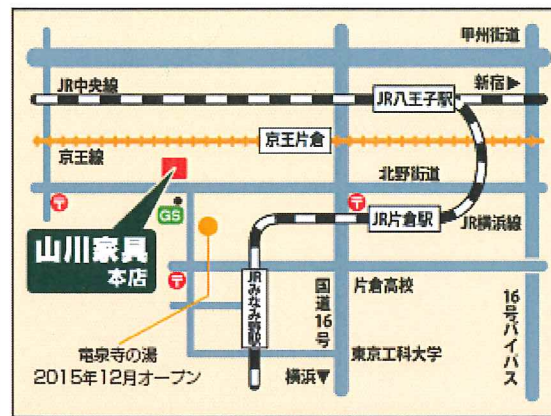 甲州街道
JR中央線
新宿▶
JR八王子駅
京王線
京王片倉
北野街道
〒
GS
〒
JR片倉駅
JR横浜線
山川家具
本店
〒
JRみなみ野駅
国道16号
片倉高校
16号バイパス
竜泉寺の湯
2015年12月オープン
東京工科大学
横浜▼